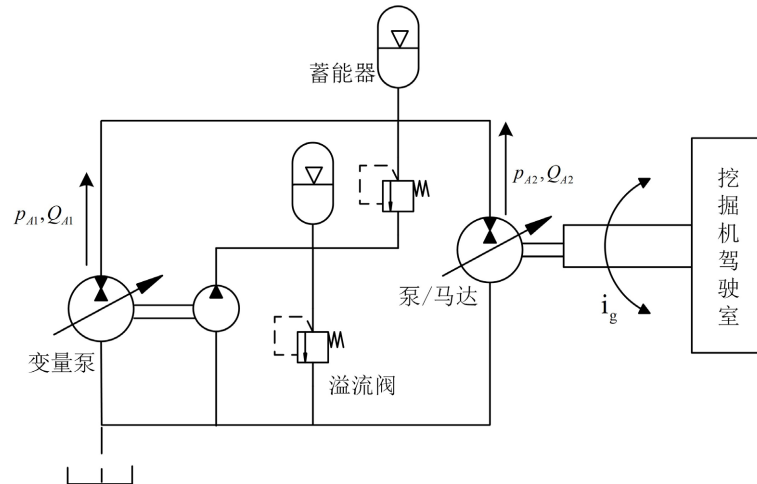 蓄能器
p_{A1},Q_{A1}
p_{A2},Q_{A2}
挖掘机驾驶室
泵/马达
i_g
变量泵
溢流阀